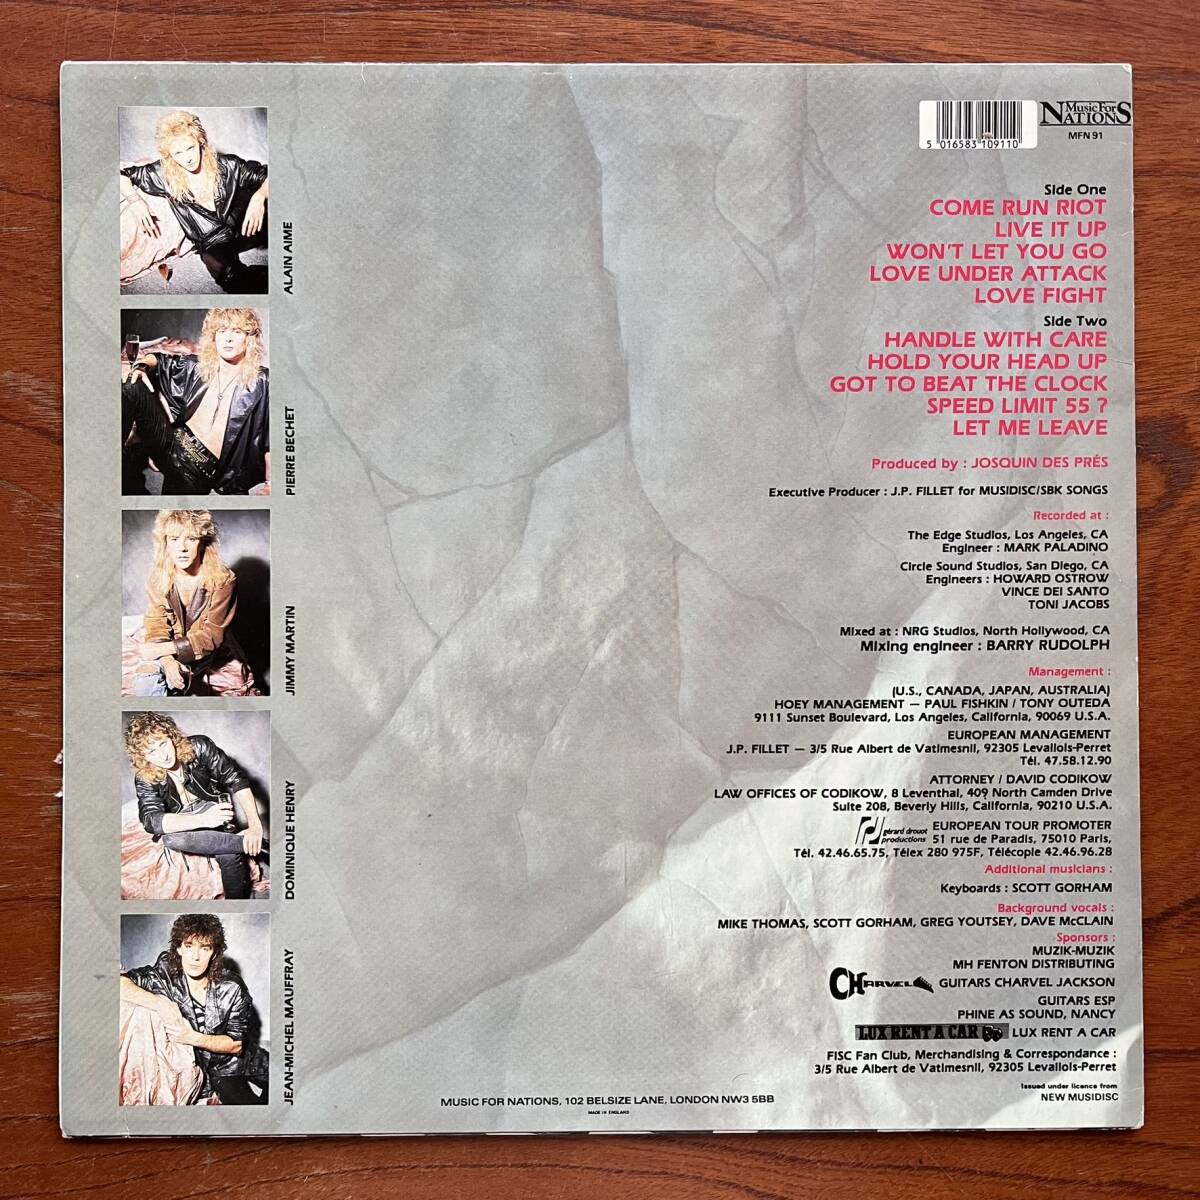 ALAIN AIME
PIERRE BECHET
JIMMY MARTIN
DOMINIQUE HENRY
JEAN-MICHEL MAUFFRAY
5 016583 109110
Music For
NATIONS
MFN 91
Side One
COME RUN RIOT
LIVE IT UP
WON'T LET YOU GO
LOVE UNDER ATTACK
LOVE FIGHT
Side Two
HANDLE WITH CARE
HOLD YOUR HEAD UP
GOT TO BEAT THE CLOCK
SPEED LIMIT 55 ?
LET ME LEAVE
Produced by : JOSQUIN DES PRÉS
Executive Producer : J.P. FILLET for MUSIDISC/SBK SONGS
Recorded at :
The Edge Studios, Los Angeles, CA
Engineer : MARK PALADINO
Circle Sound Studios, San Diego, CA
Engineers : HOWARD OSTROW
VINCE DEI SANTO
TONI JACOBS
Mixed at : NRG Studios, North Hollywood, CA
Mixing engineer : BARRY RUDOLPH
Management :
(U.S., CANADA, JAPAN, AUSTRALIA)
HOEY MANAGEMENT — PAUL FISHKIN / TONY OUTEDA
9111 Sunset Boulevard, Los Angeles, California, 90069 U.S.A.
EUROPEAN MANAGEMENT
J.P. FILLET — 3/5 Rue Albert de Vatimesnil, 92305 Levallois-Perret
Tél. 47.58.12.90
ATTORNEY / DAVID CODIKOW
LAW OFFICES OF CODIKOW, 8 Leventhal, 409 North Camden Drive
Suite 208, Beverly Hills, California, 90210 U.S.A.
gérard drouot
productions
EUROPEAN TOUR PROMOTER
51 rue de Paradis, 75010 Paris,
Tél. 42.46.65.75, Télex 280 975F, Télécopie 42.46.96.28
Additional musicians :
Keyboards : SCOTT GORHAM
Background vocals :
MIKE THOMAS, SCOTT GORHAM, GREG YOUTSEY, DAVE McCLAIN
Sponsors :
MUZIK-MUZIK
MH FENTON DISTRIBUTING
CHARVEL GUITARS CHARVEL JACKSON
GUITARS ESP
PHINE AS SOUND, NANCY
LUX RENT A CAR LUX RENT A CAR
FISC Fan Club, Merchandising & Correspondance :
3/5 Rue Albert de Vatimesnil, 92305 Levallois-Perret
Issued under licence from
NEW MUSIDISC
MUSIC FOR NATIONS, 102 BELSIZE LANE, LONDON NW3 5BB
MADE IN ENGLAND